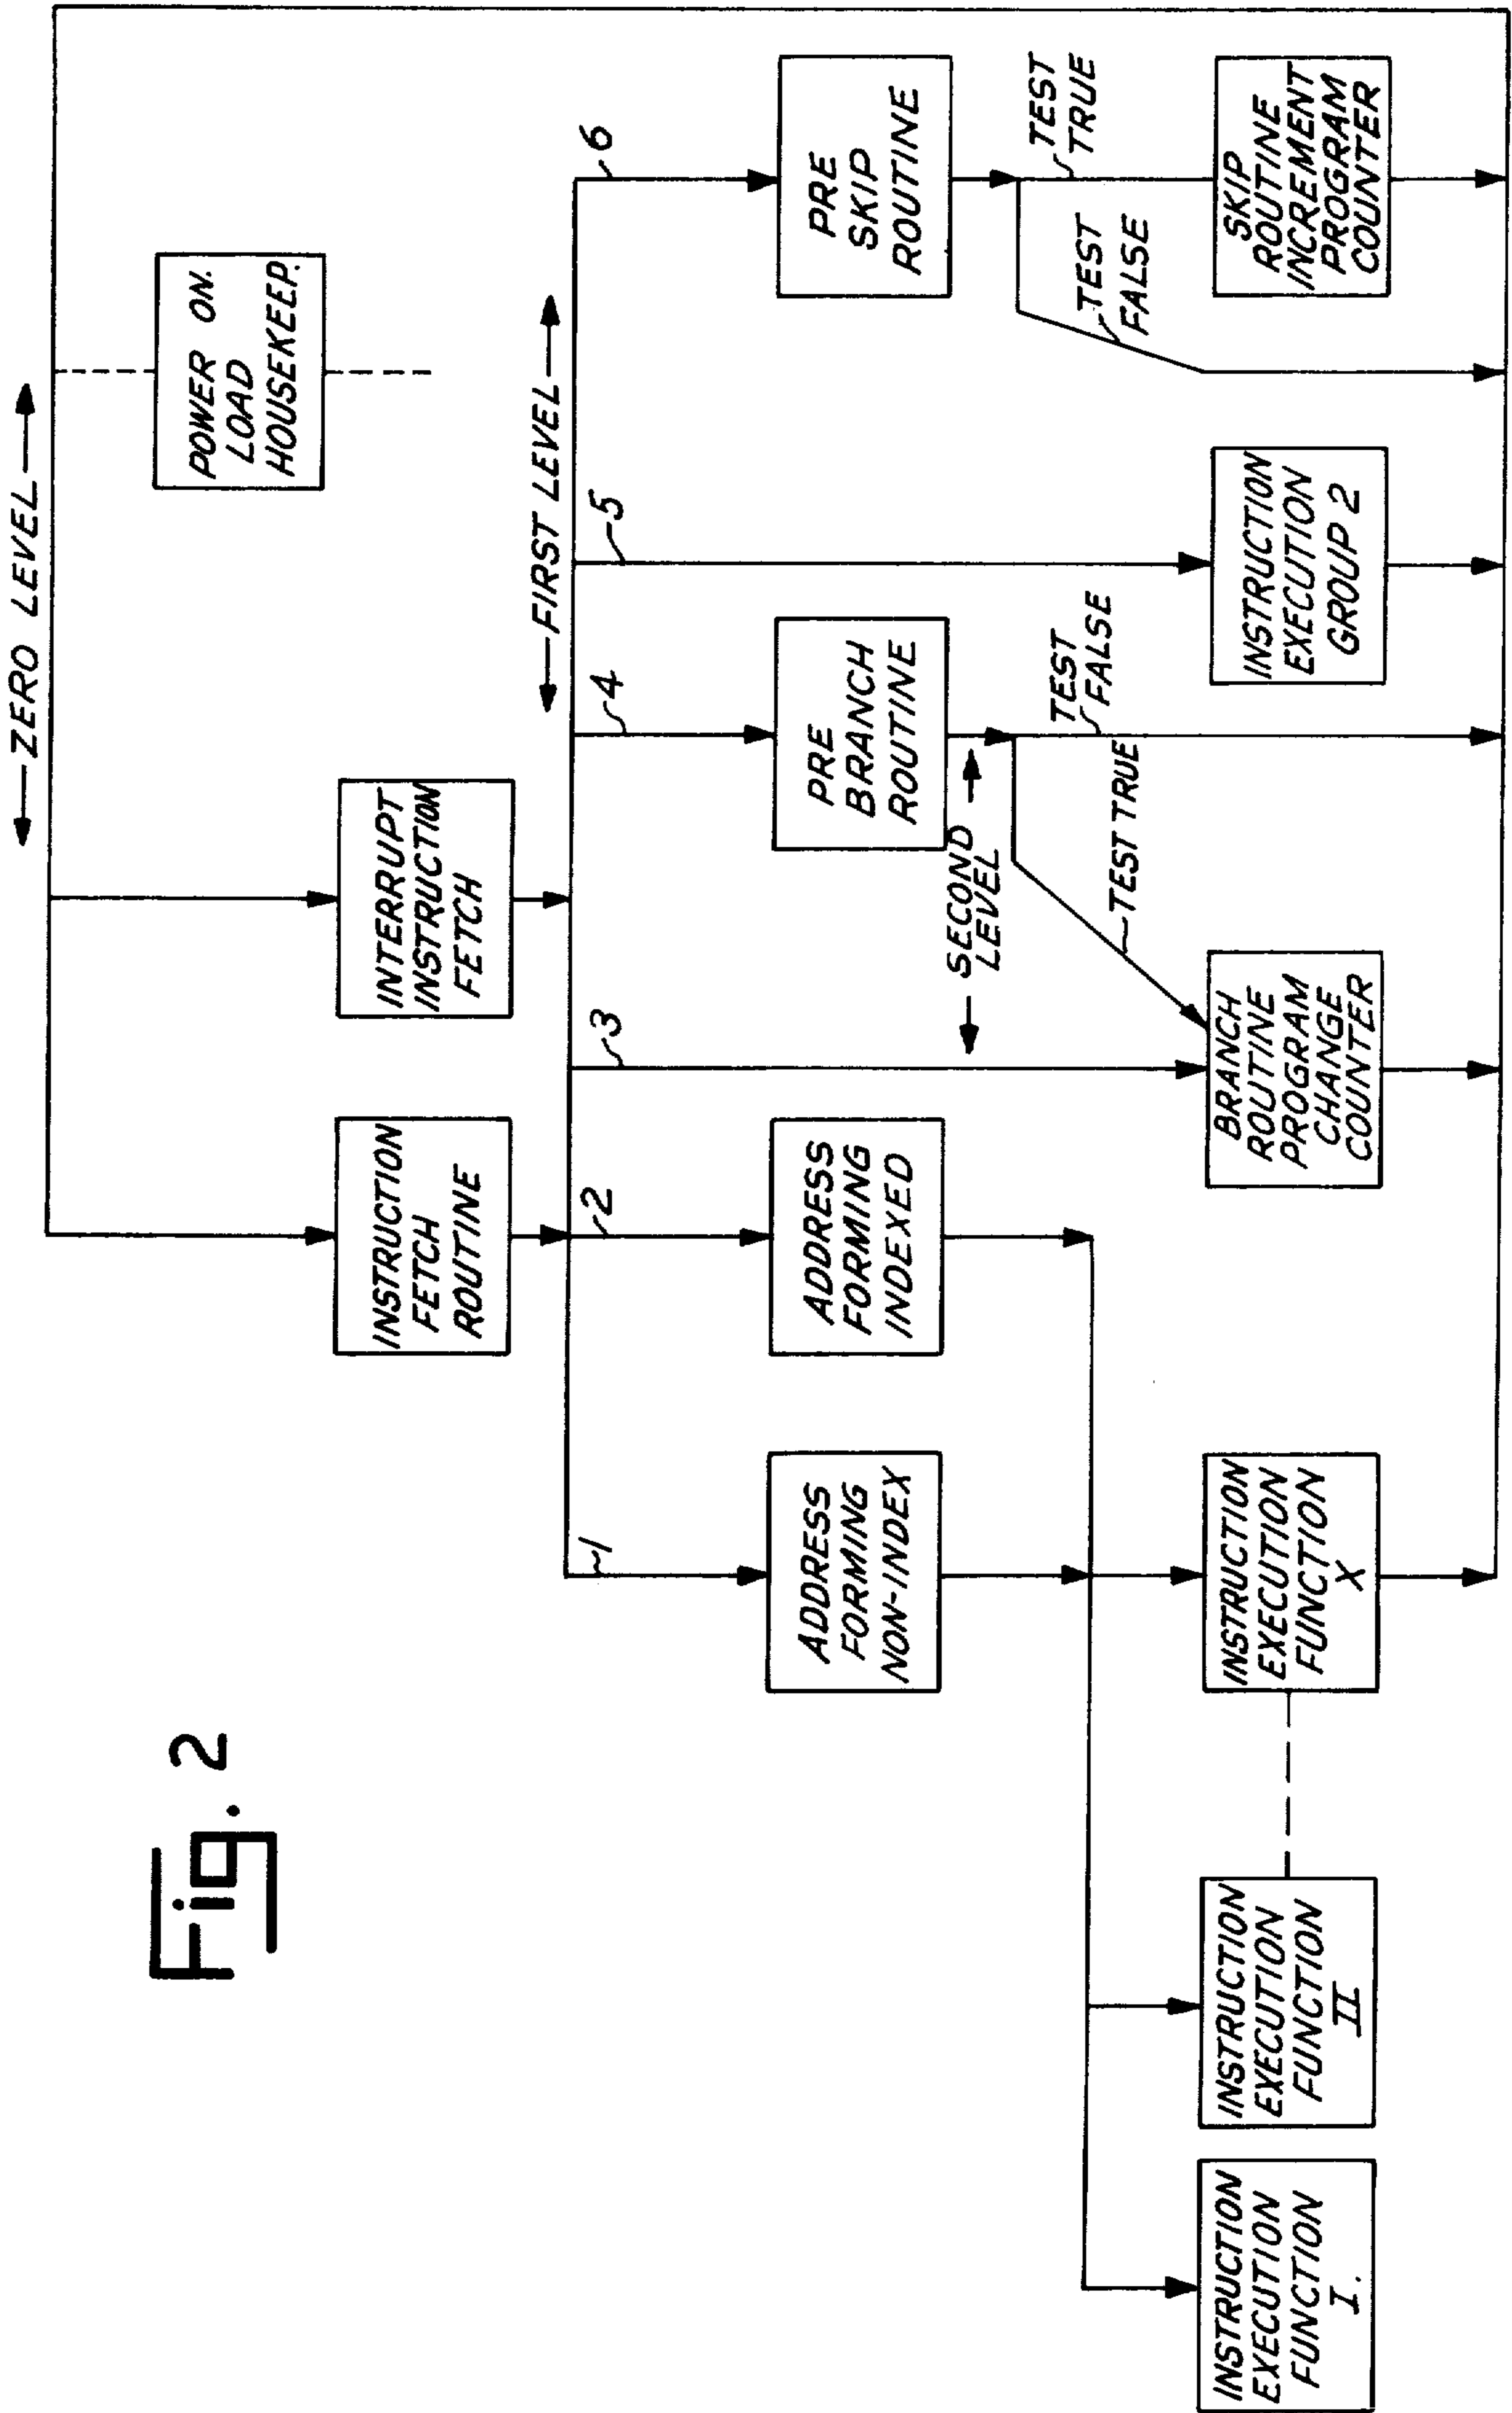 Fig. 2
ZERO LEVEL
POWER ON.
LOAD
HOUSEKEEP.
INSTRUCTION
FETCH
ROUTINE
INTERRUPT
INSTRUCTION
FETCH
FIRST LEVEL
1
2
3
4
5
6
ADDRESS
FORMING
NON-INDEX
ADDRESS
FORMING
INDEXED
PRE
BRANCH
ROUTINE
PRE
SKIP
ROUTINE
SECOND
LEVEL
TEST TRUE
TEST
FALSE
TEST
FALSE
TEST
TRUE
INSTRUCTION
EXECUTION
FUNCTION
I.
INSTRUCTION
EXECUTION
FUNCTION
II
INSTRUCTION
EXECUTION
FUNCTION
X
BRANCH
ROUTINE
PROGRAM
CHANGE
COUNTER
INSTRUCTION
EXECUTION
GROUP 2
SKIP
ROUTINE
INCREMENT
PROGRAM
COUNTER